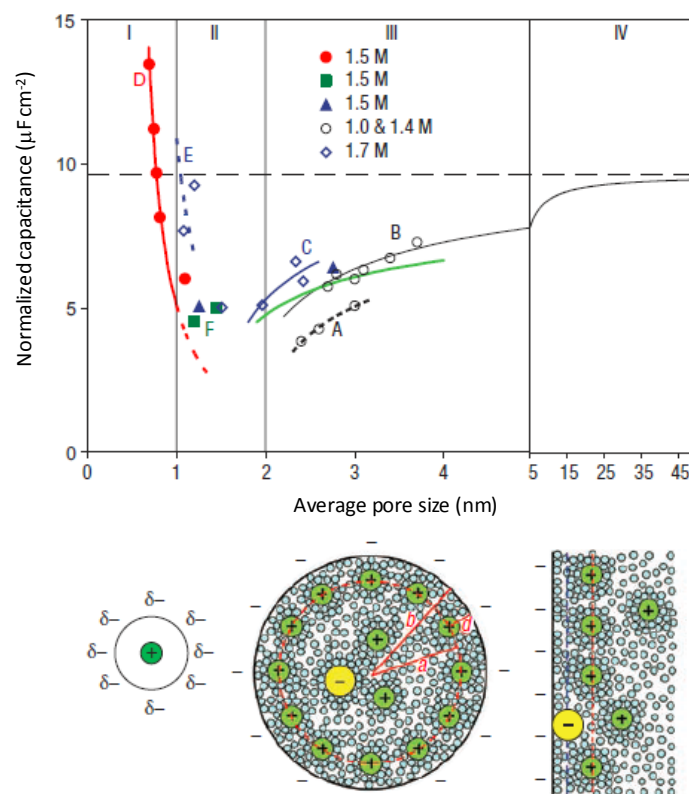 15
I
II
III
IV
D
1.5 M
1.5 M
1.5 M
1.0 & 1.4 M
1.7 M
E
10
C
B
5
F
A
0
0
1
2
3
4
5
15
25
35
45
Normalized capacitance (μF cm⁻²)
Average pore size (nm)
δ–
δ– δ–
δ– + δ–
δ– δ–
δ–
– – – – – – – – – – – –
+ + + + + + + + + + + + + +
–
b
d
a
– – – – – – –
+ + + + + +
–